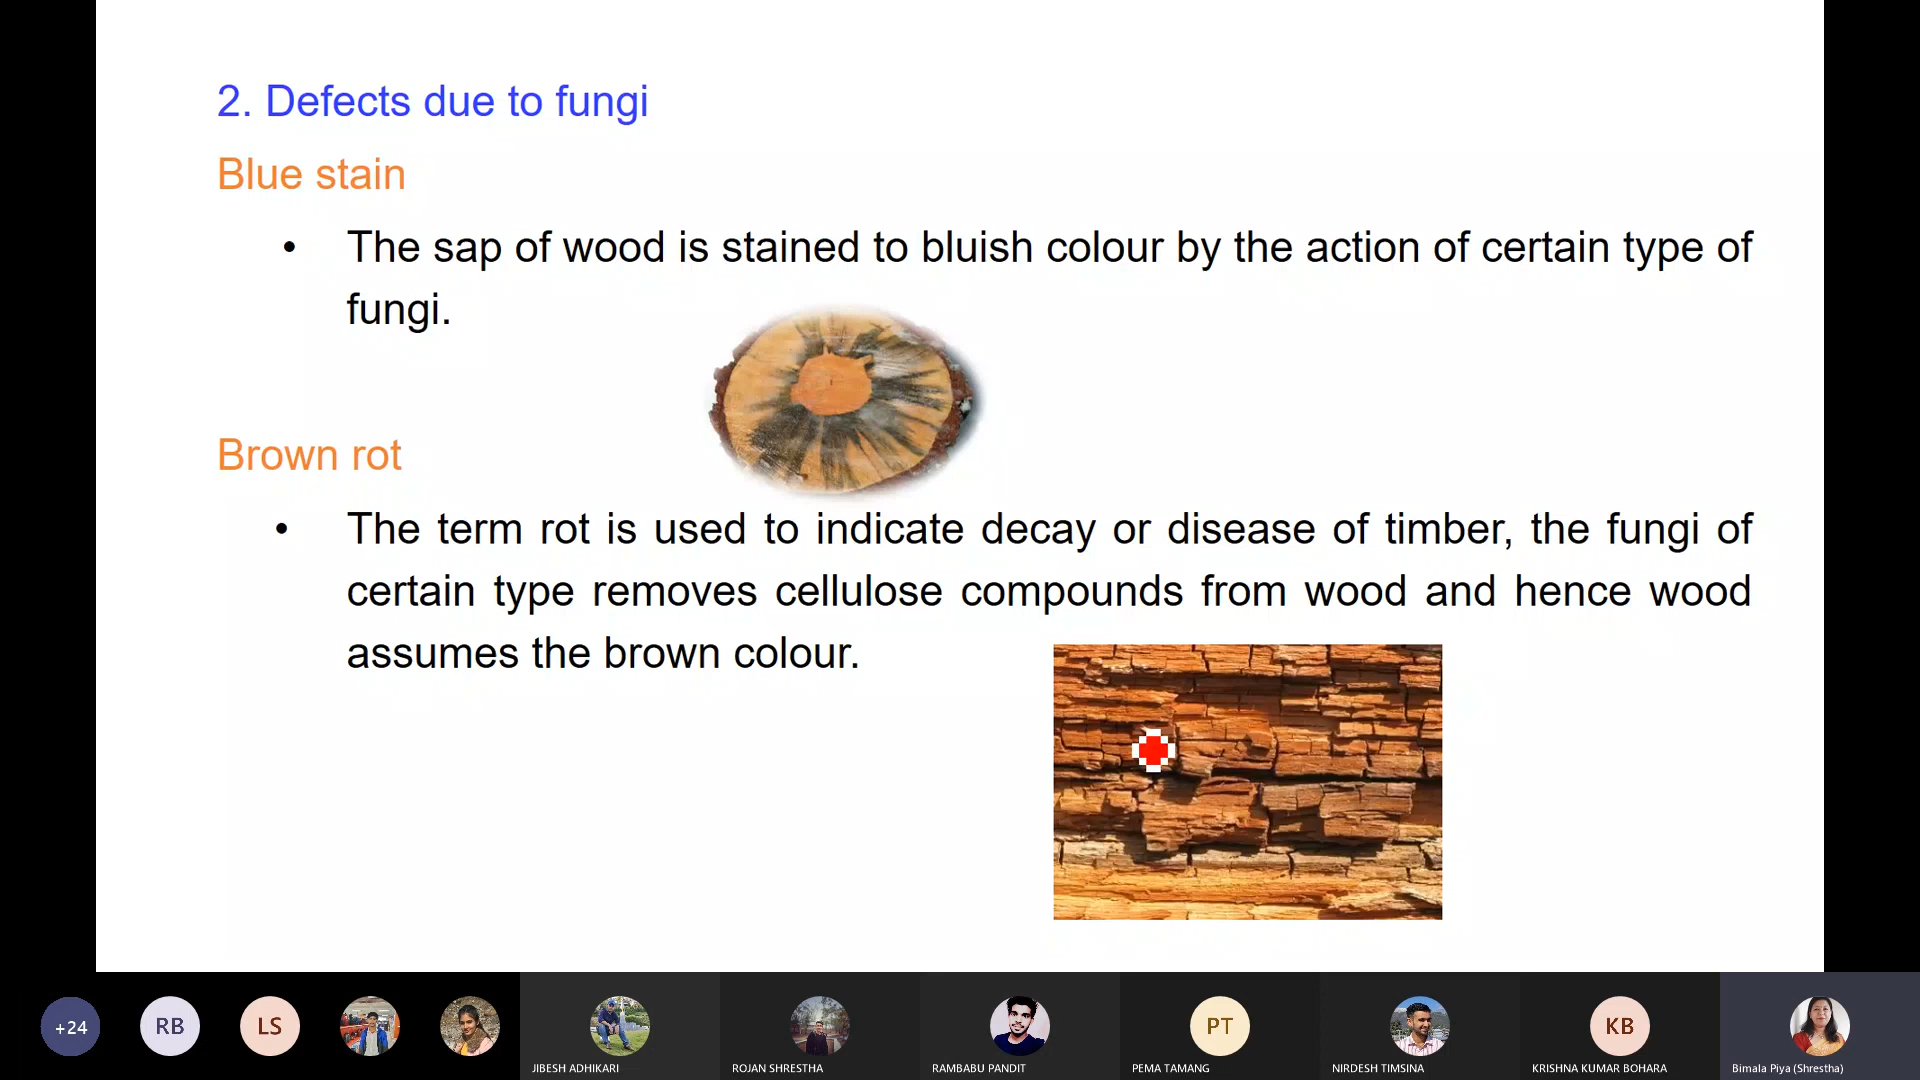 2. Defects due to fungi
Blue stain
• The sap of wood is stained to bluish colour by the action of certain type of
fungi.
Brown rot
• The term rot is used to indicate decay or disease of timber, the fungi of
certain type removes cellulose compounds from wood and hence wood
assumes the brown colour.
+24
RB
LS
PT
KB
JIBESH ADHIKARI
ROJAN SHRESTHA
RAMBABU PANDIT
PEMA TAMANG
NIRDESH TIMSINA
KRISHNA KUMAR BOHARA
Bimala Piya (Shrestha)